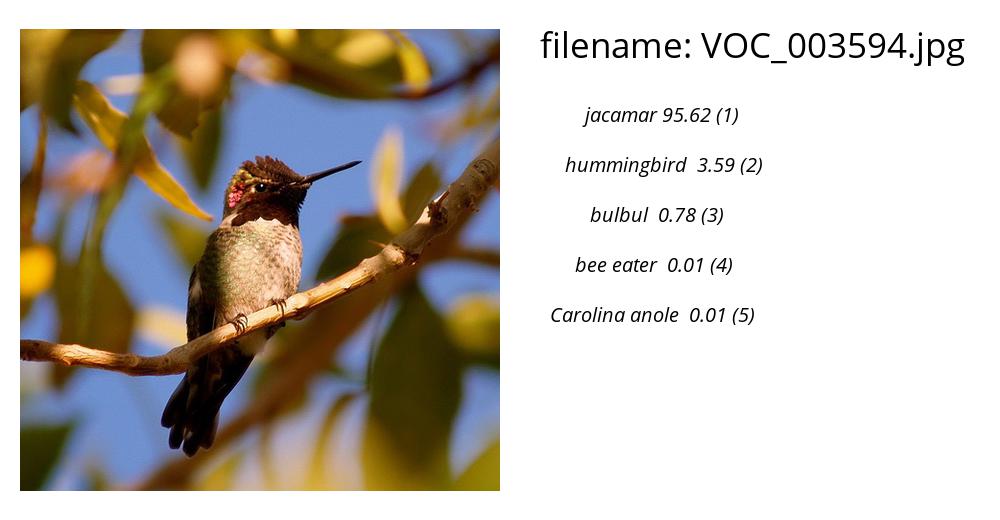 filename: VOC_003594.jpg
jacamar 95.62 (1)
hummingbird 3.59 (2)
bulbul 0.78 (3)
bee eater 0.01 (4)
Carolina anole 0.01 (5)